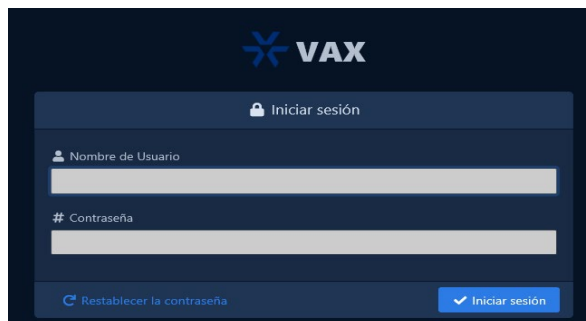 VAX
Iniciar sesión
Nombre de Usuario
# Contraseña
Restablecer la contraseña
Iniciar sesión